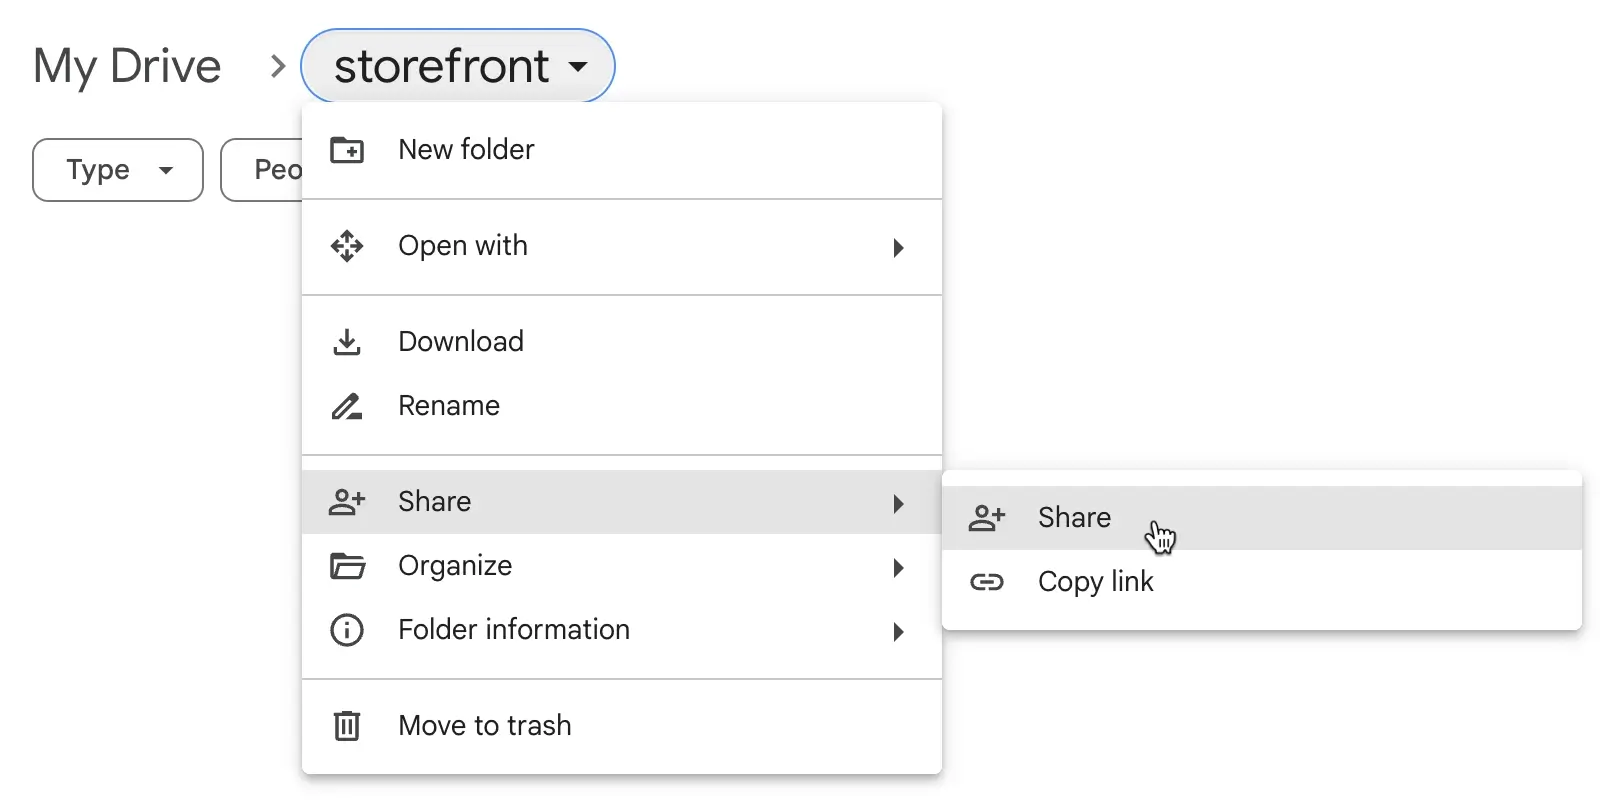 My Drive > storefront
Type
Peo
New folder
Open with
Download
Rename
Share
Organize
Folder information
Move to trash
Share
Copy link